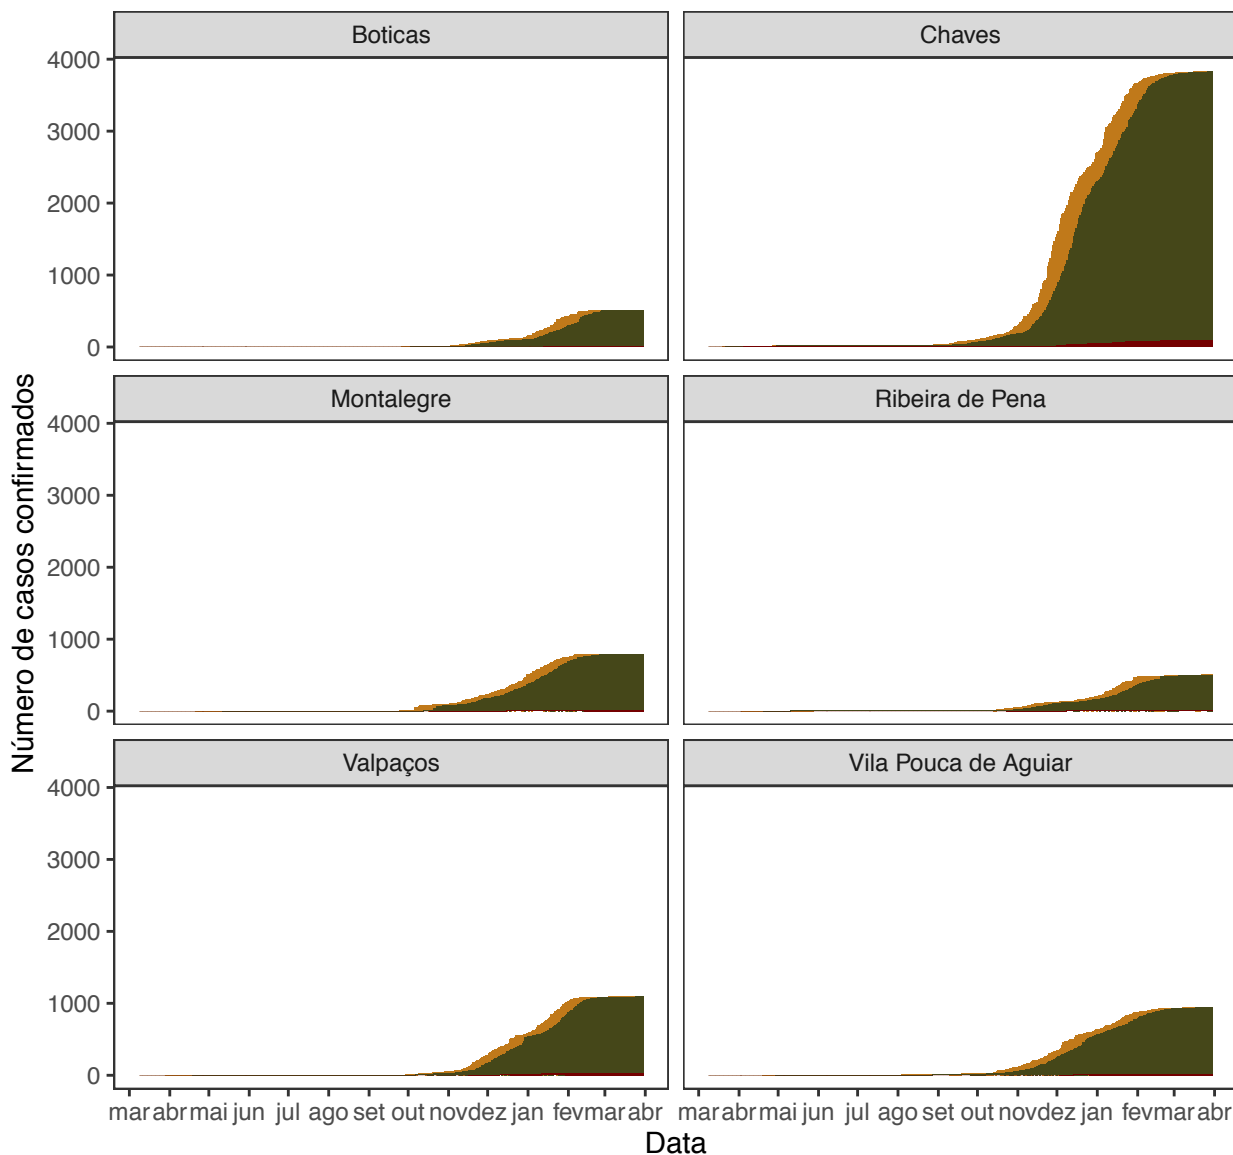 Boticas
Chaves
4000
3000
2000
1000
0
Montalegre
Ribeira de Pena
4000
3000
2000
1000
0
Valpaços
Vila Pouca de Aguiar
4000
3000
2000
1000
0
Número de casos confirmados
mar abr mai jun jul ago set out nov dez jan fev mar abr
mar abr mai jun jul ago set out nov dez jan fev mar abr
Data